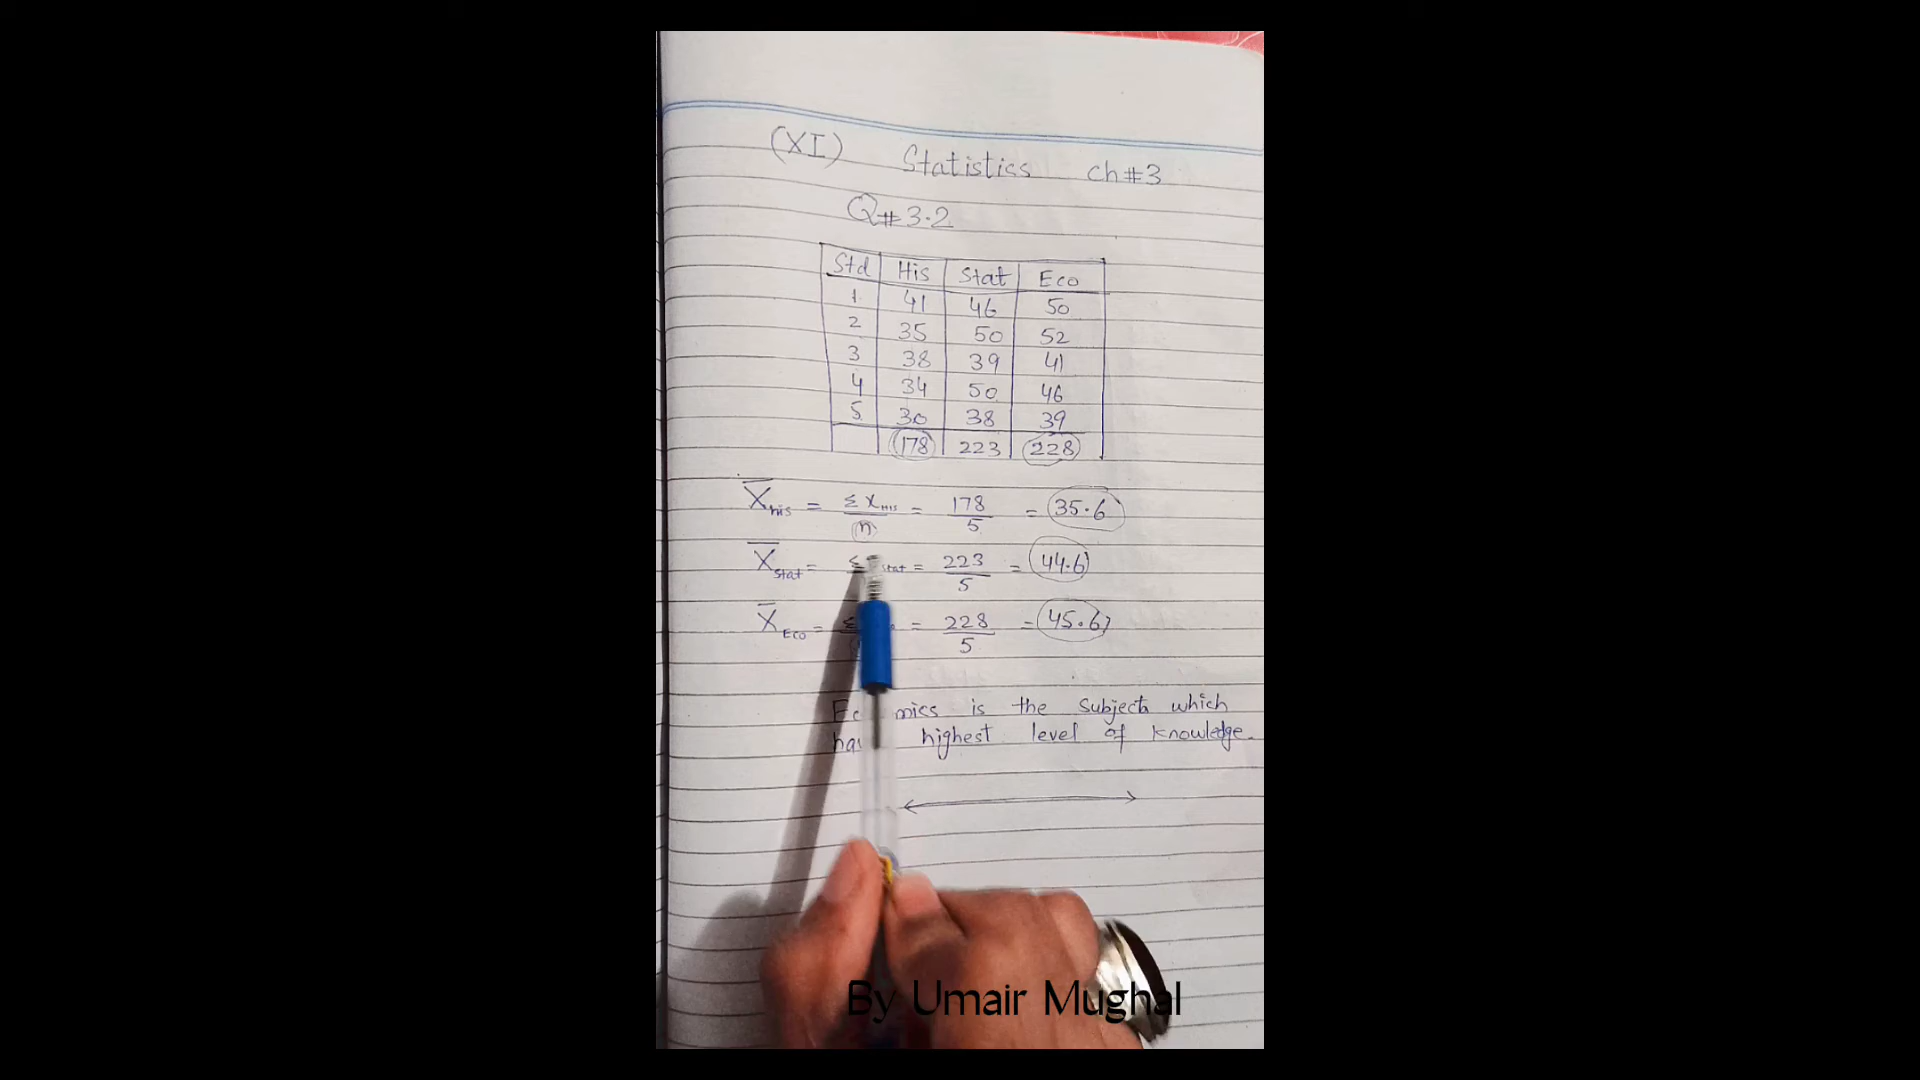 (XI) Statistics ch#3
Q#3.2
Std His Stat Eco
1 41 46 50
2 35 50 52
3 38 39 41
4 34 50 46
5 30 38 39
178 223 228
X̅His = ΣXHis/n = 178/5 = 35.6
X̅Stat = Σ stat = 223/5 = 44.6
X̅Eco = = 228/5 = 45.6
is the subject which
highest level of knowledge.
By Umair Mughal